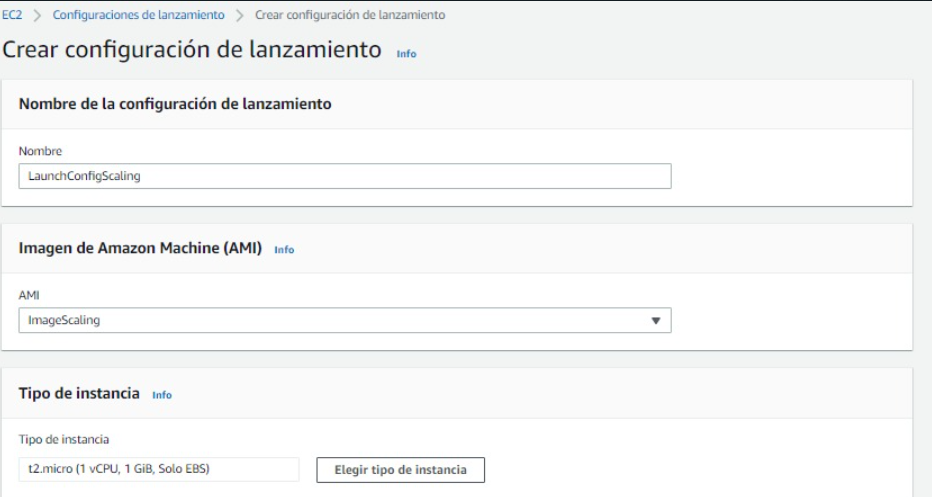 EC2 > Configuraciones de lanzamiento > Crear configuración de lanzamiento
Crear configuración de lanzamiento Info
Nombre de la configuración de lanzamiento
Nombre
LaunchConfigScaling
Imagen de Amazon Machine (AMI) Info
AMI
ImageScaling
Tipo de instancia Info
Tipo de instancia
t2.micro (1 vCPU, 1 GiB, Solo EBS) Elegir tipo de instancia